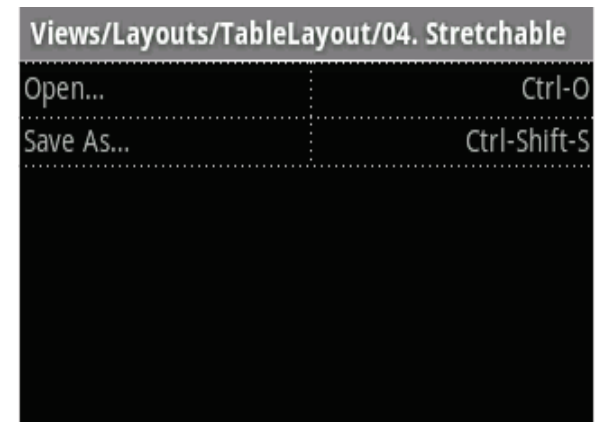 Views/Layouts/TableLayout/04. Stretchable
Open... Ctrl-O
Save As... Ctrl-Shift-S